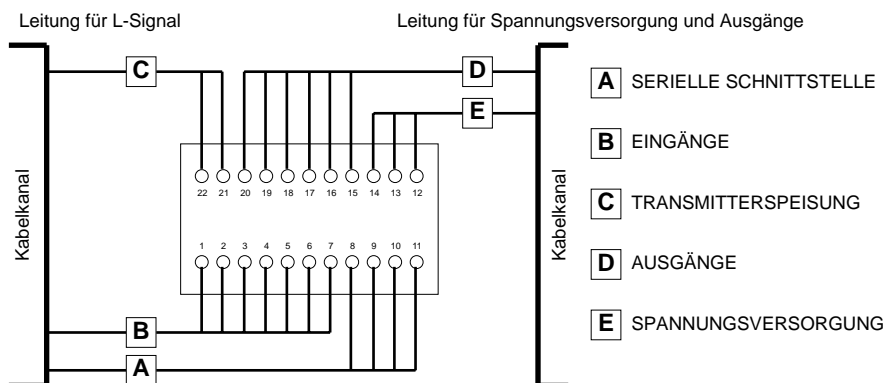 Leitung für L-Signal
Leitung für Spannungsversorgung und Ausgänge
C
D
E
Kabelkanal
22 21 20 19 18 17 16 15 14 13 12
1 2 3 4 5 6 7 8 9 10 11
B
A
Kabelkanal
A SERIELLE SCHNITTSTELLE
B EINGÄNGE
C TRANSMITTERSPEISUNG
D AUSGÄNGE
E SPANNUNGSVERSORGUNG